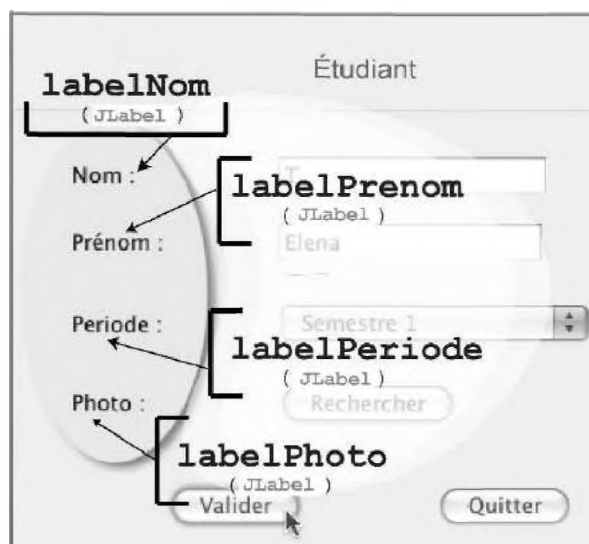 Étudiant
labelNom
( JLabel )
Nom :
T
labelPrenom
( JLabel )
Prénom :
Elena
Periode :
Semestre 1
labelPeriode
( JLabel )
Photo :
Rechercher
labelPhoto
( JLabel )
Valider
Quitter